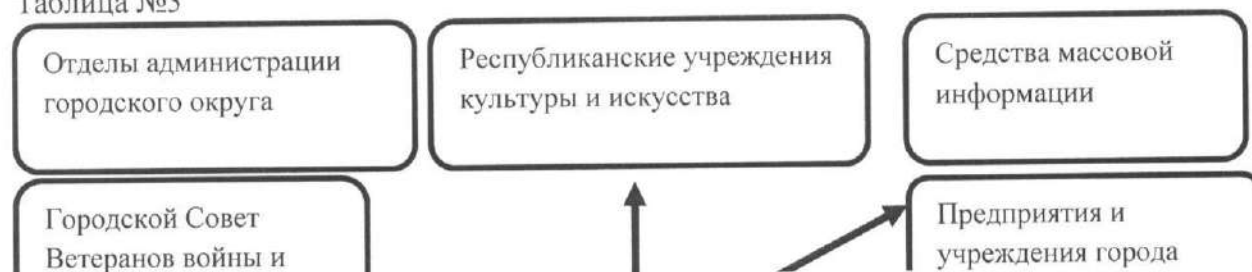 Таблица №3
Отделы администрации
городского округа
Республиканские учреждения
культуры и искусства
Средства массовой
информации
Городской Совет
Ветеранов войны и
Предприятия и
учреждения города